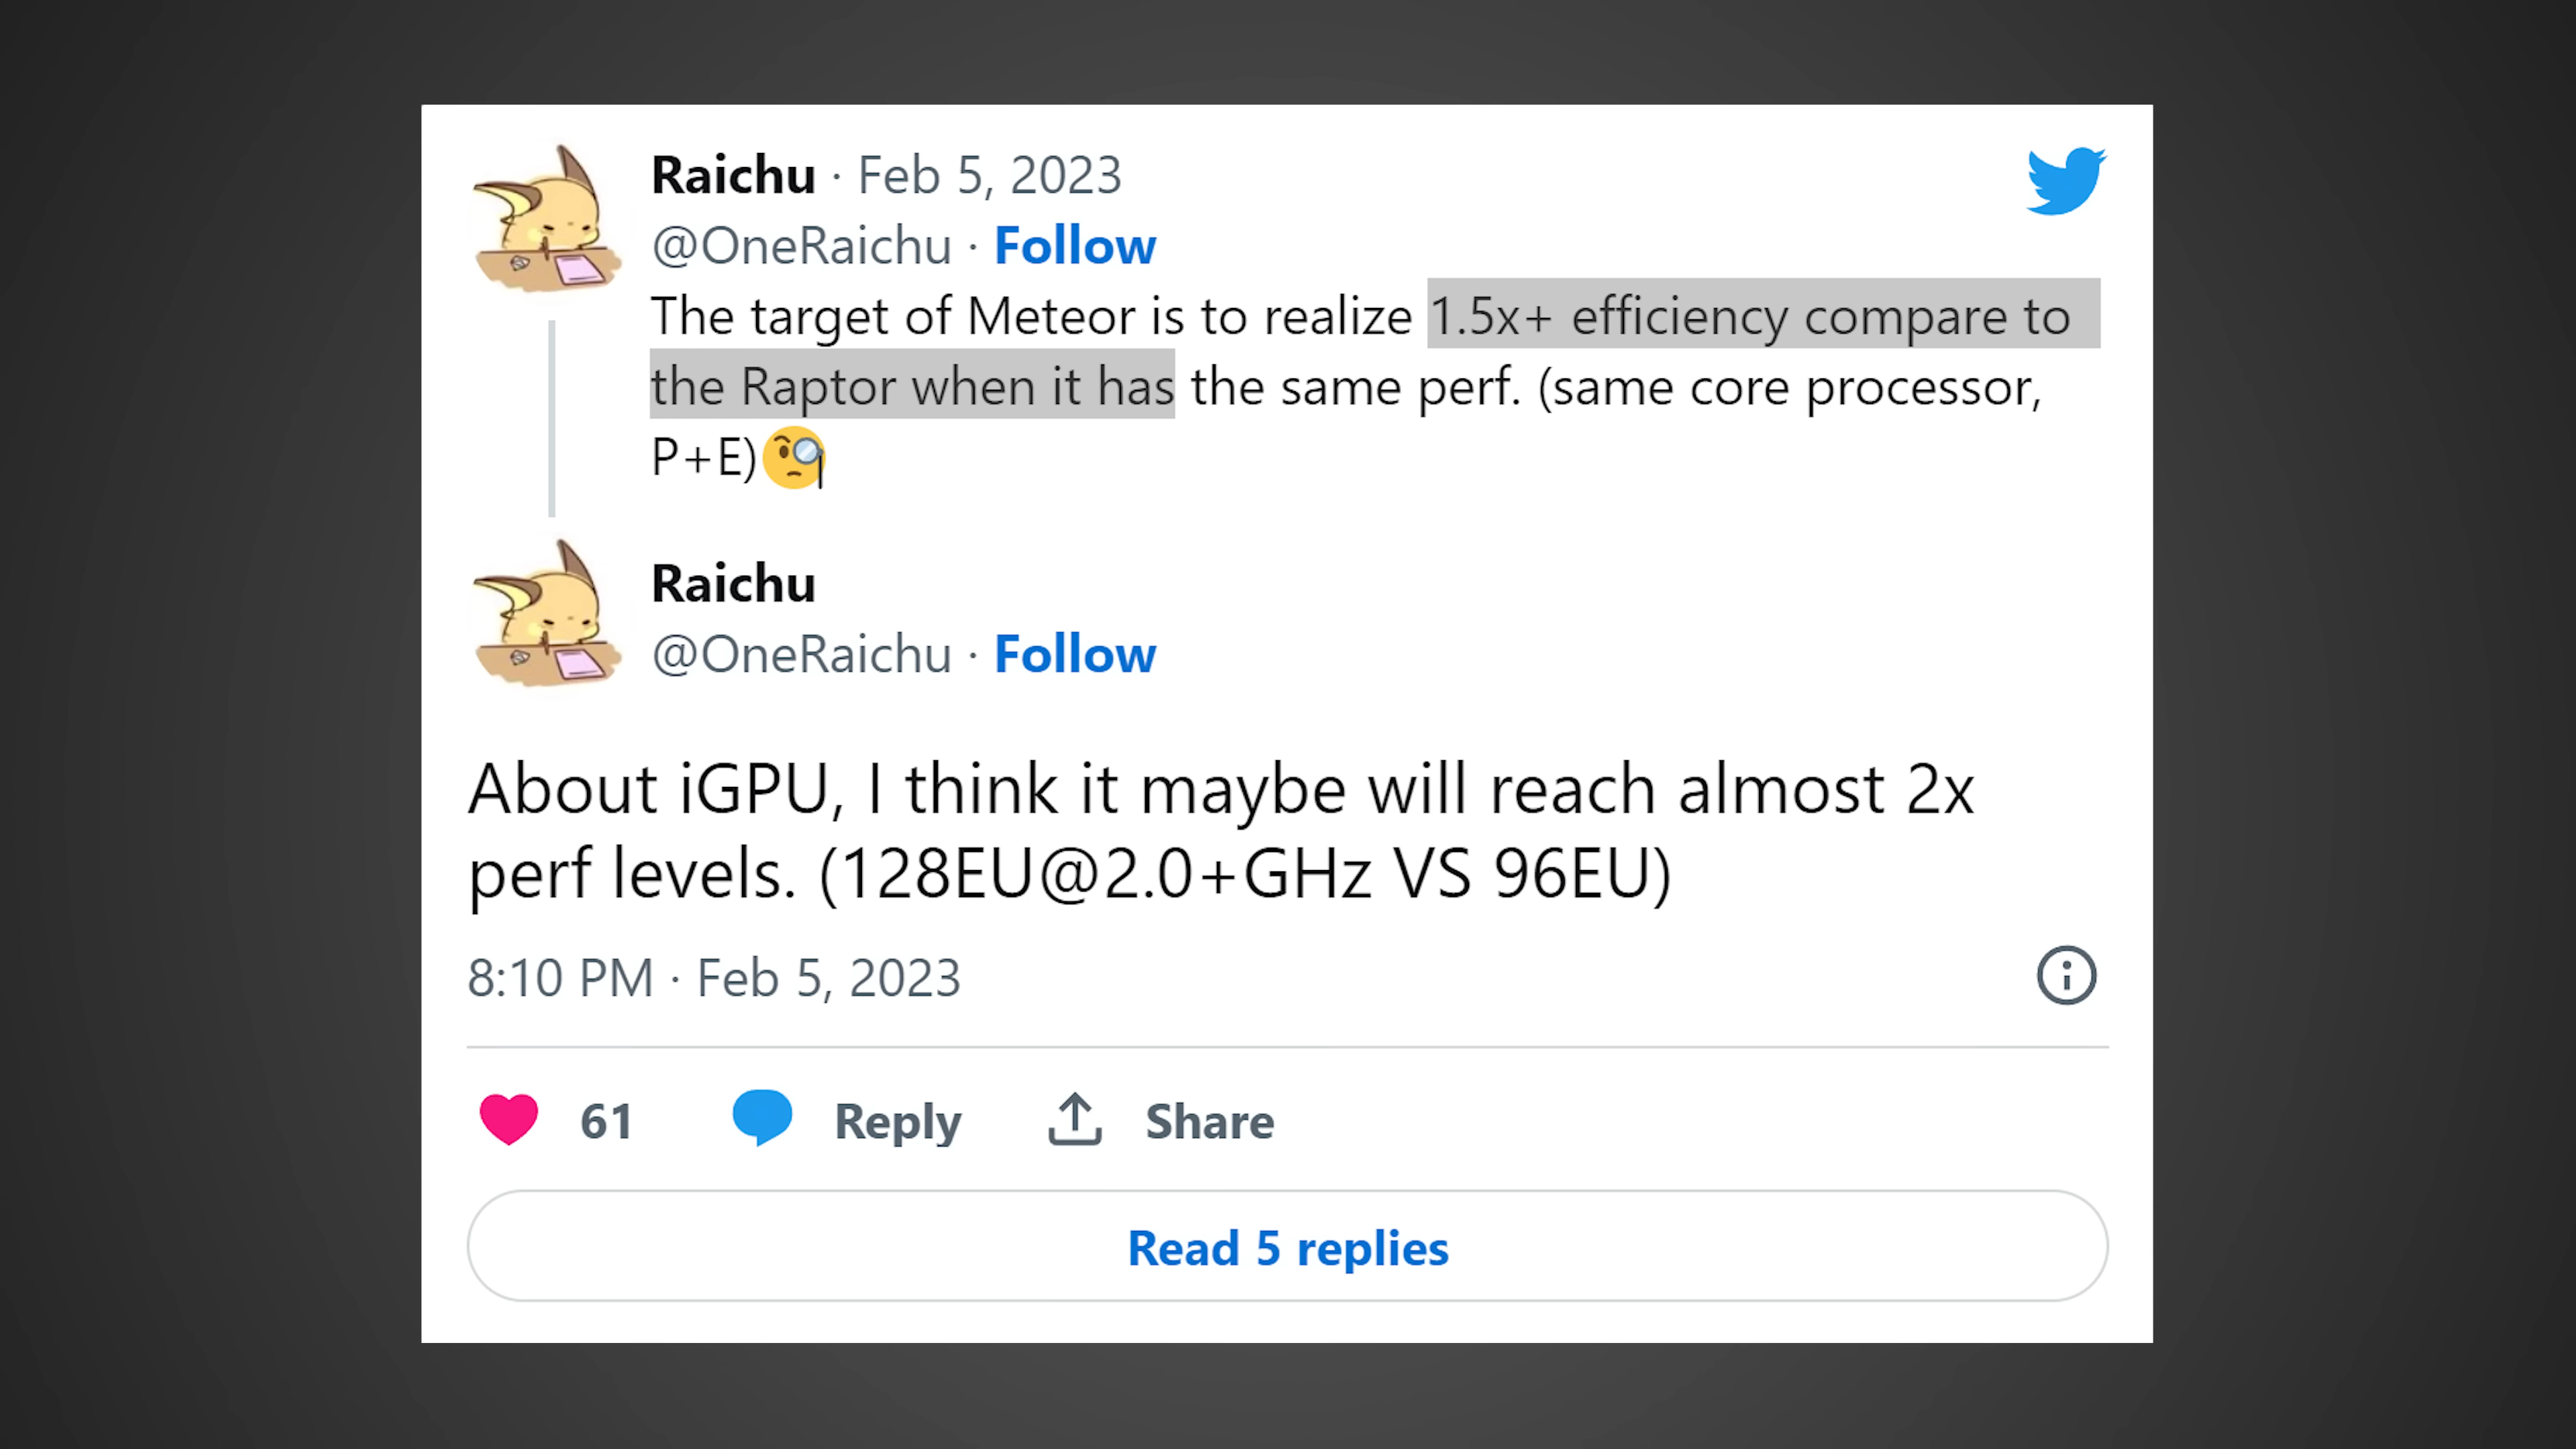 Raichu · Feb 5, 2023
@OneRaichu · Follow
The target of Meteor is to realize 1.5x+ efficiency compare to
the Raptor when it has the same perf. (same core processor,
P+E)🧐
Raichu
@OneRaichu · Follow
About iGPU, I think it maybe will reach almost 2x
perf levels. (128EU@2.0+GHz VS 96EU)
8:10 PM · Feb 5, 2023
61 Reply Share
Read 5 replies